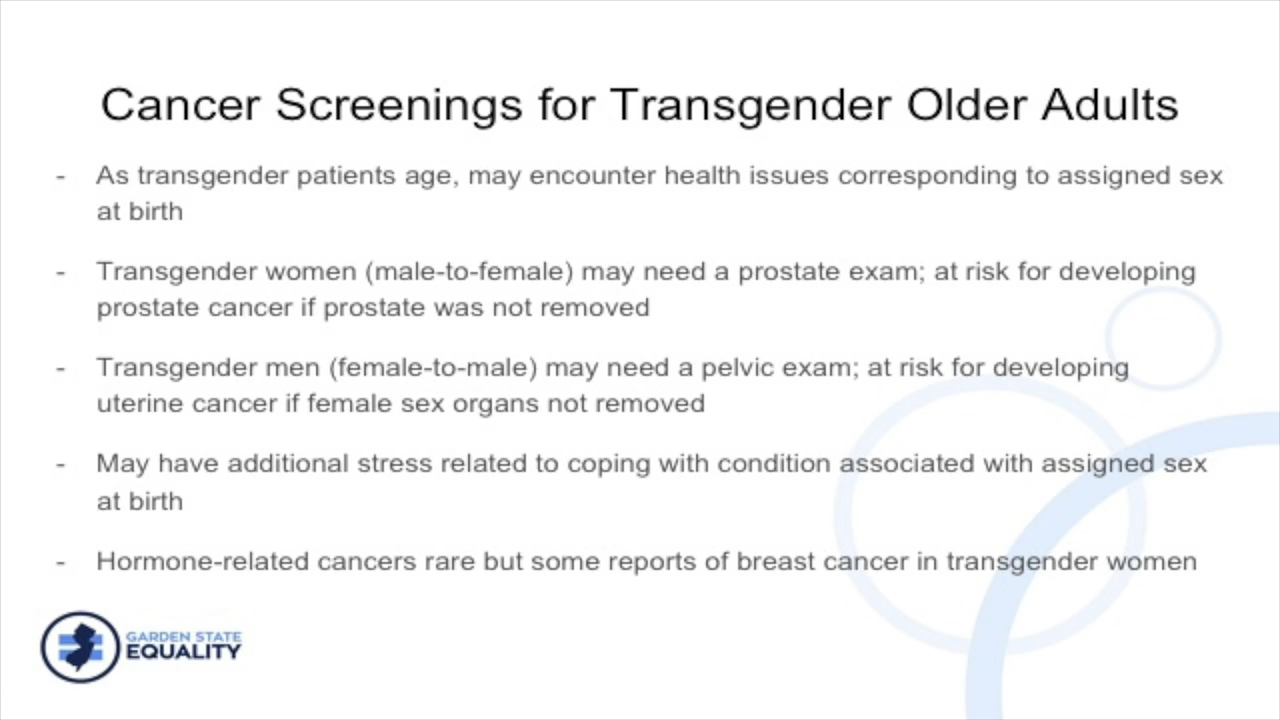 Cancer Screenings for Transgender Older Adults
- As transgender patients age, may encounter health issues corresponding to assigned sex
at birth
- Transgender women (male-to-female) may need a prostate exam; at risk for developing
prostate cancer if prostate was not removed
- Transgender men (female-to-male) may need a pelvic exam; at risk for developing
uterine cancer if female sex organs not removed
- May have additional stress related to coping with condition associated with assigned sex
at birth
- Hormone-related cancers rare but some reports of breast cancer in transgender women
GARDEN STATE
EQUALITY